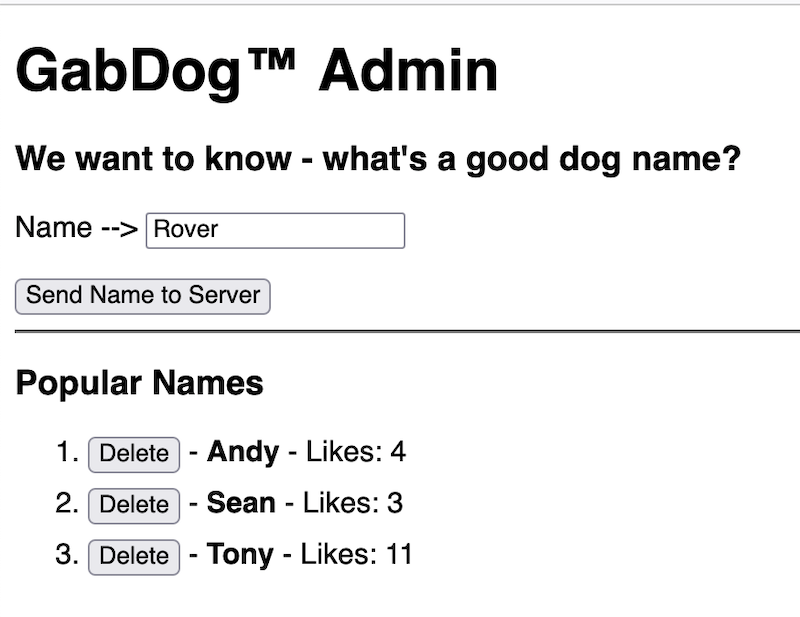 GabDog™ Admin
We want to know - what's a good dog name?
Name --> Rover
Send Name to Server
Popular Names
1. Delete - Andy - Likes: 4
2. Delete - Sean - Likes: 3
3. Delete - Tony - Likes: 11